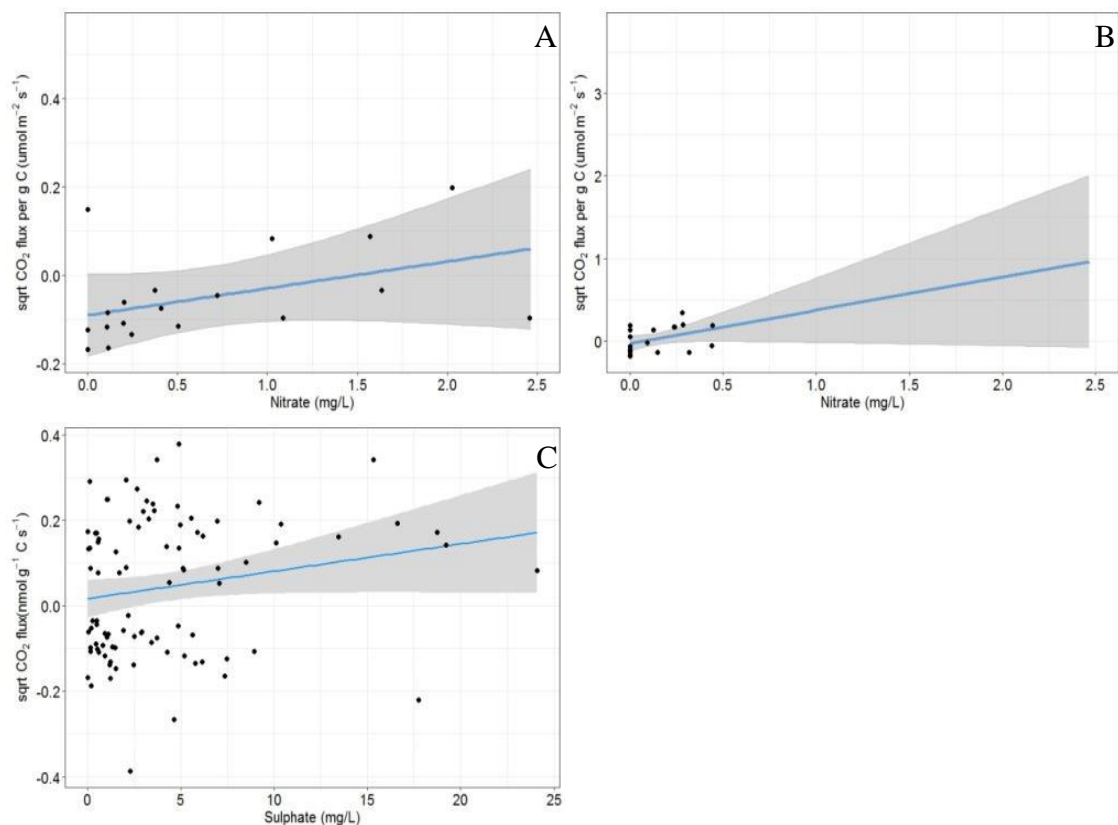 A
sqrt CO₂ flux per g C (umol m⁻² s⁻¹)
0.4
0.2
0.0
-0.2
0.0 0.5 1.0 1.5 2.0 2.5
Nitrate (mg/L)
B
sqrt CO₂ flux per g C (umol m⁻² s⁻¹)
3
2
1
0
0.0 0.5 1.0 1.5 2.0 2.5
Nitrate (mg/L)
C
sqrt CO₂ flux(nmol g⁻¹ C s⁻¹)
0.4
0.2
0.0
-0.2
-0.4
0 5 10 15 20 25
Sulphate (mg/L)